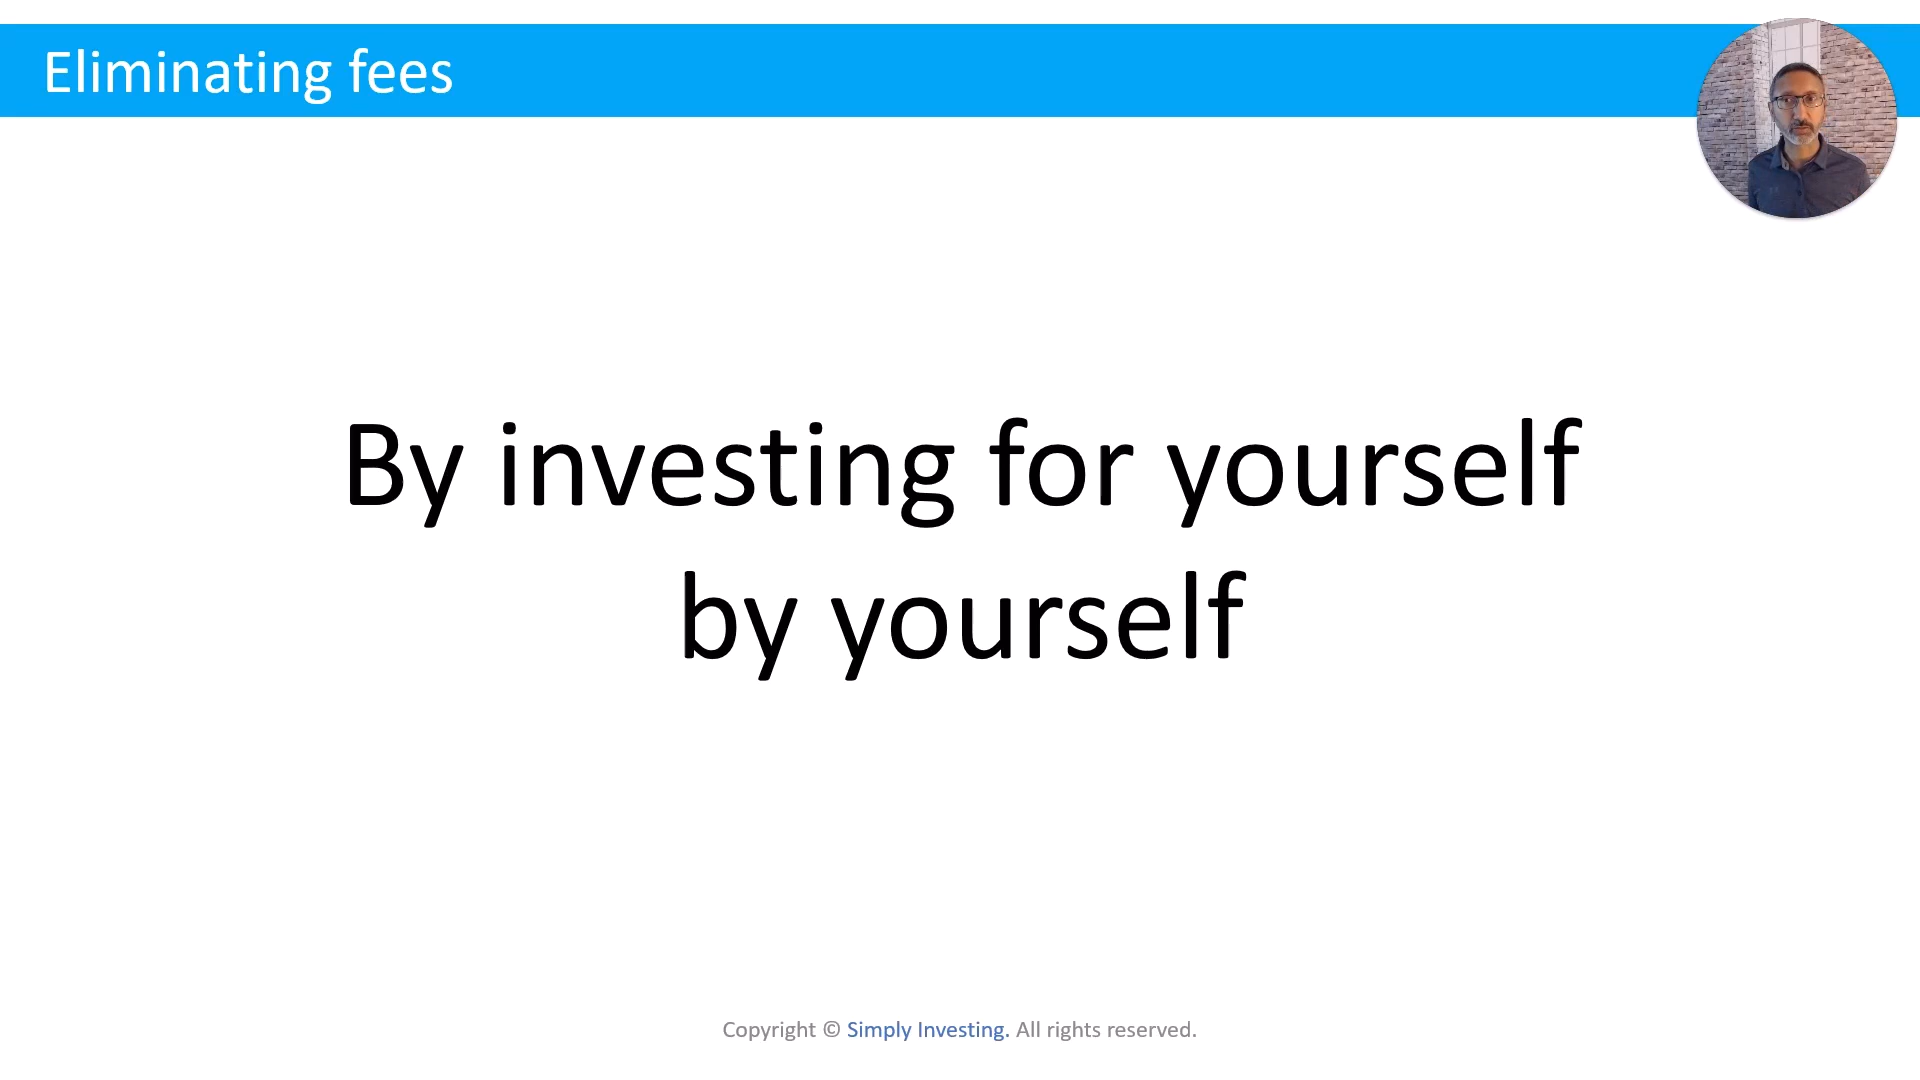 Eliminating fees
By investing for yourself
by yourself
Copyright © Simply Investing. All rights reserved.